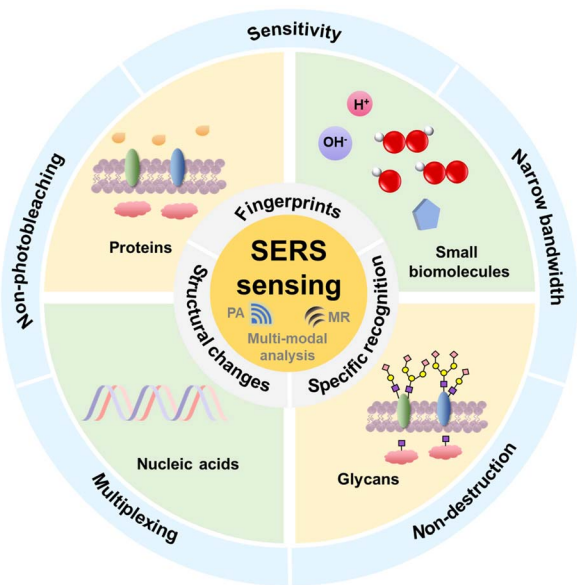 Sensitivity
Narrow bandwidth
Non-destruction
Multiplexing
Non-photobleaching
Proteins
H+
OH-
Small
biomolecules
Nucleic acids
Glycans
Fingerprints
Specific recognition
Structural changes
SERS
sensing
PA
MR
Multi-modal
analysis